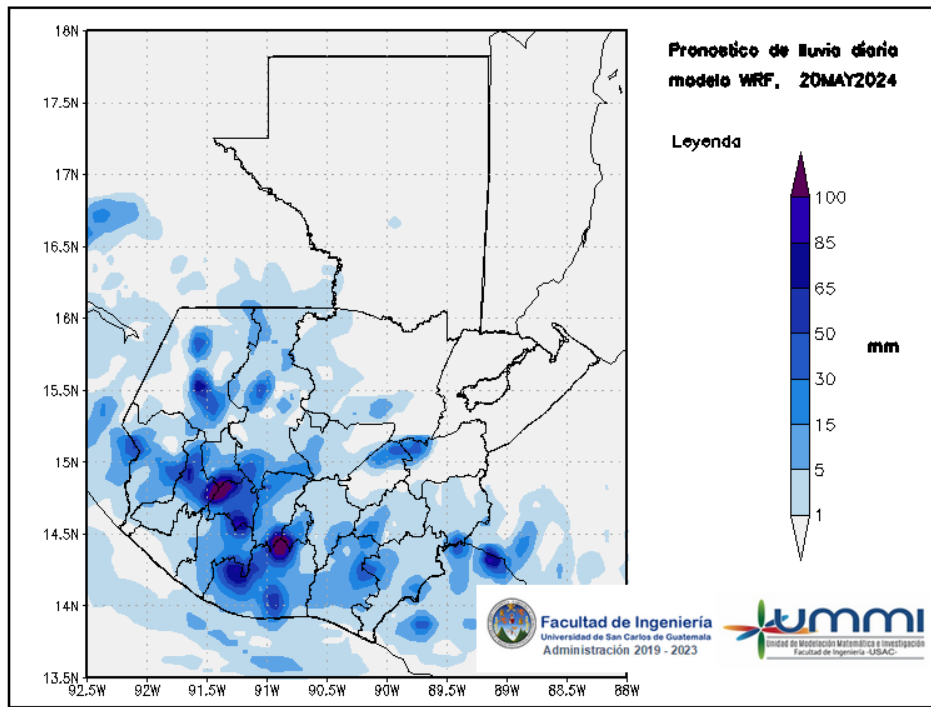 18N
17.5N
17N
16.5N
16N
15.5N
15N
14.5N
14N
13.5N
92.5W 92W 91.5W 91W 90.5W 90W 89.5W 89W 88.5W 88W
Pronostico de lluvia diaria
modelo WRF, 20MAY2024
Leyenda
100
85
65
50
30
15
5
1
mm
Facultad de Ingeniería
Universidad de San Carlos de Guatemala
Administración 2019 - 2023
UMMI
Unidad de Modelación Matemática e Investigación
Facultad de Ingeniería -USAC-